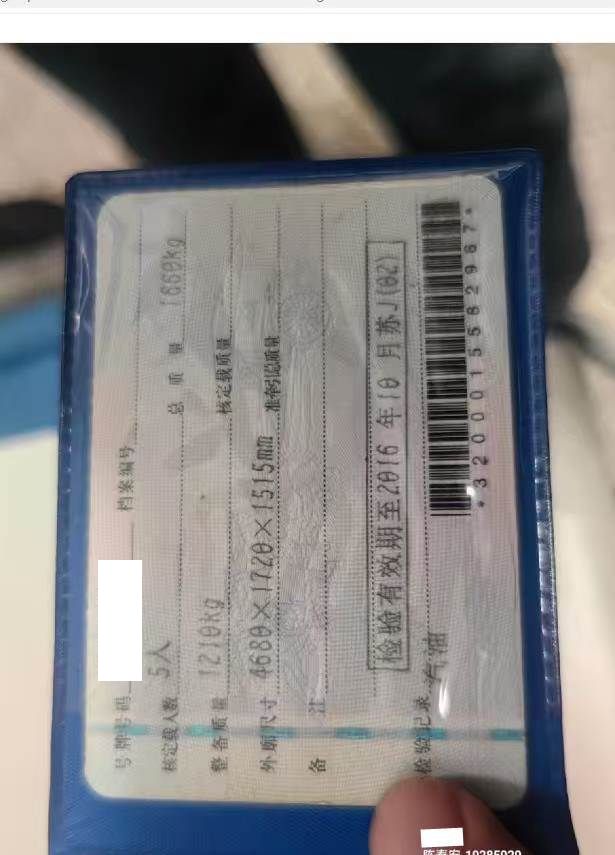 号牌号码 档案编号
核定载人数 5人 总质量 1660kg
整备质量 1210kg 核定载质量
外廓尺寸 4680×1720×1515mm 准牵引总质量
备注
检验有效期至2016年10月苏J(02)
检验记录 汽油
*3200015582967*